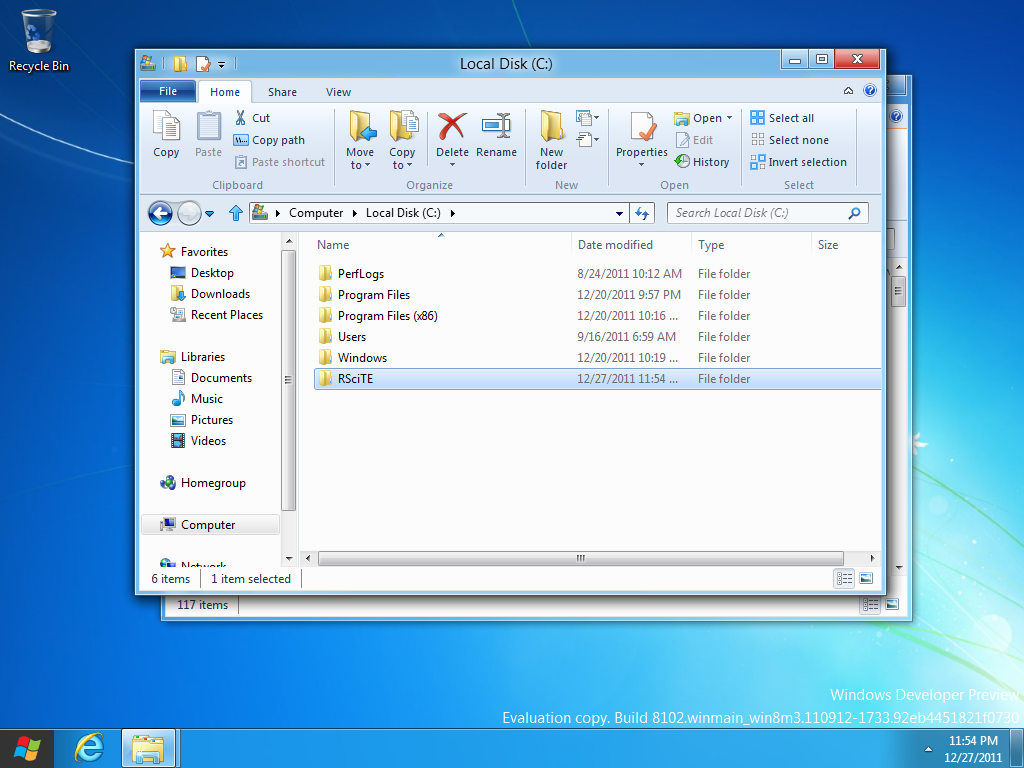 Recycle Bin
Local Disk (C:)
File Home Share View
Copy
Paste
Cut
Copy path
Paste shortcut
Clipboard
Move to
Copy to
Delete
Rename
Organize
New folder
New
Properties
Open
Edit
History
Open
Select all
Select none
Invert selection
Select
Computer Local Disk (C:)
Search Local Disk (C:)
Favorites
Desktop
Downloads
Recent Places
Libraries
Documents
Music
Pictures
Videos
Homegroup
Computer
Network
Name Date modified Type Size
PerfLogs 8/24/2011 10:12 AM File folder
Program Files 12/20/2011 9:57 PM File folder
Program Files (x86) 12/20/2011 10:16 ... File folder
Users 9/16/2011 6:59 AM File folder
Windows 12/20/2011 10:19 ... File folder
RSciTE 12/27/2011 11:54 ... File folder
6 items 1 item selected
117 items
Windows Developer Preview
Evaluation copy. Build 8102.winmain_win8m3.110912-1733.92eb4451821f0730
11:54 PM
12/27/2011